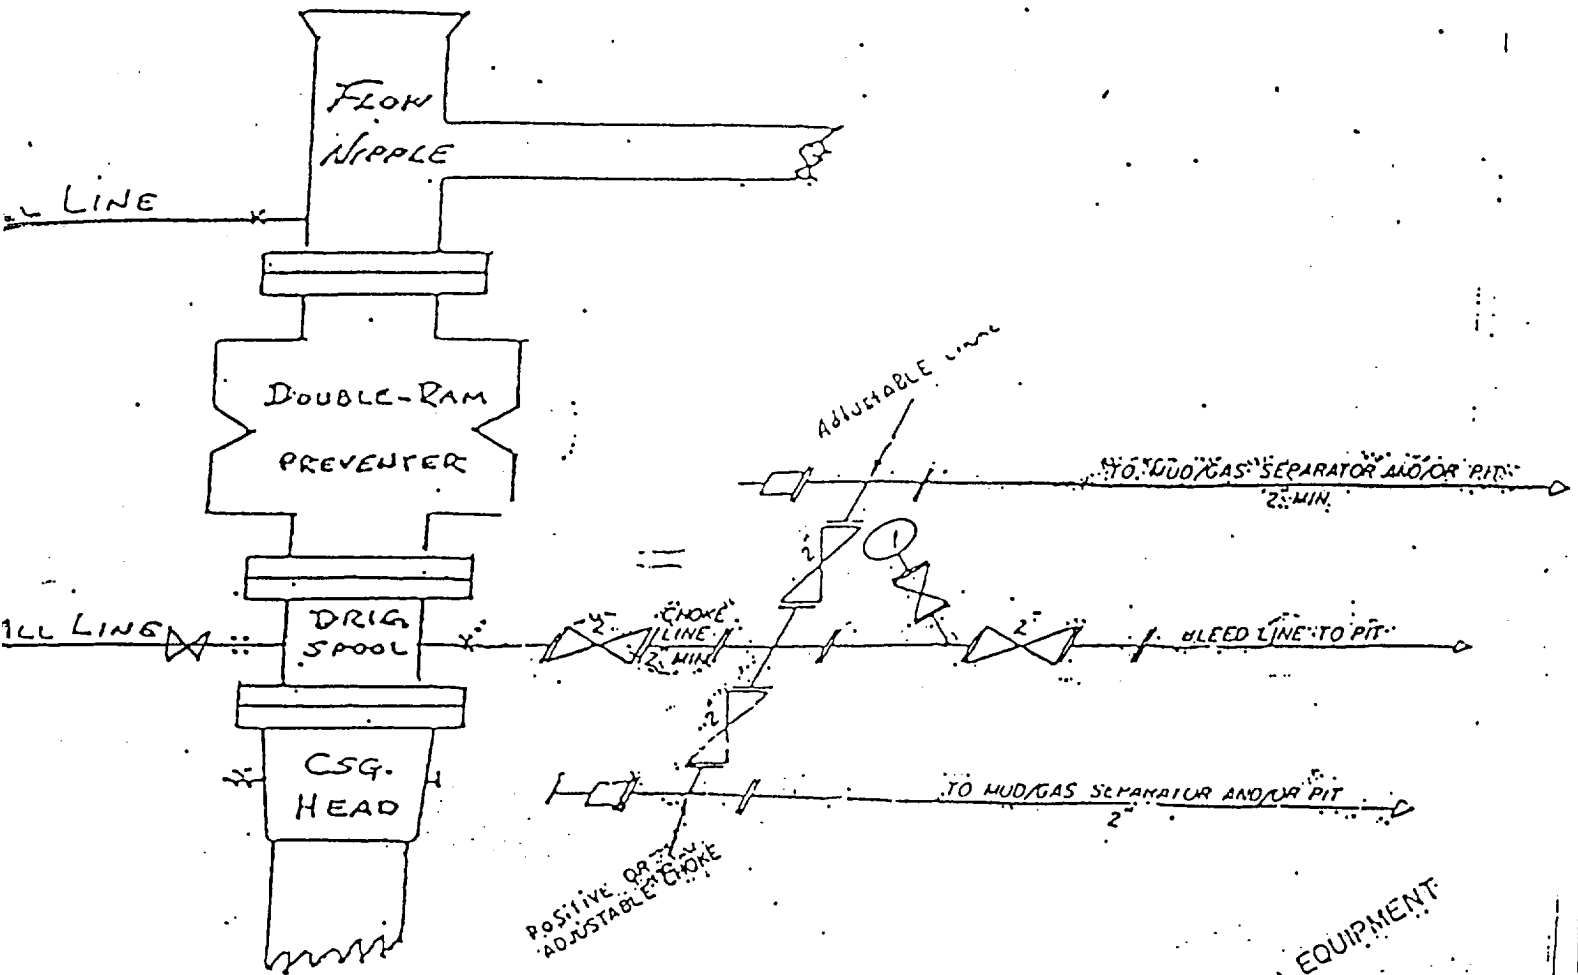 FLOW
NIPPLE
LINE
DOUBLE-RAM
PREVENTER
ADJUSTABLE
TO MUD/GAS SEPARATOR AND/OR PIT
2" MIN.
2"
1
LINE
DRIG
SPOOL
2"
CHOKE
LINE
2" MIN
2"
BLEED LINE TO PIT
2"
CSG.
HEAD
TO MUD/GAS SEPARATOR AND/OR PIT
2"
POSITIVE OR
ADJUSTABLE CHOKE
EQUIPMENT